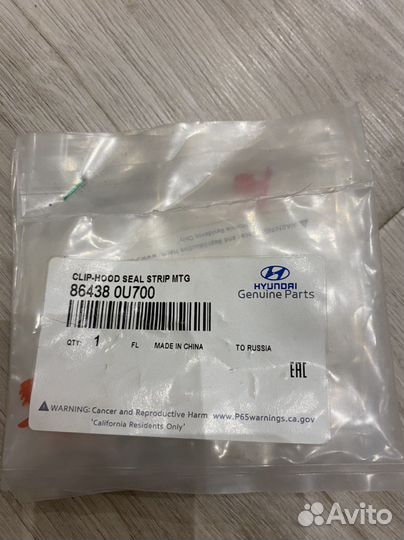 CLIP-HOOD SEAL STRIP MTG
86438 0U700
HYUNDAI
Genuine Parts
QTY: 1 FL MADE IN CHINA TO RUSSIA
EAC
WARNING: Cancer and Reproductive Harm www.P65warnings.ca.gov
'California Residents Only'
Avito